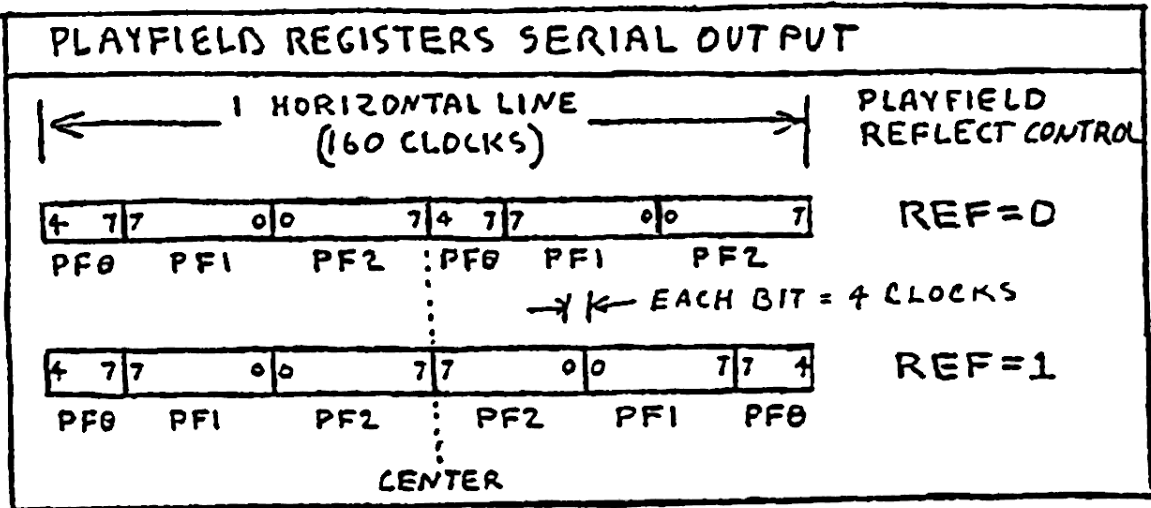 PLAYFIELD REGISTERS SERIAL OUTPUT
1 HORIZONTAL LINE
(160 CLOCKS)
PLAYFIELD
REFLECT CONTROL
4 7 7 0 0 7 4 7 7 0 0 7
REF=0
PF0 PF1 PF2 PF0 PF1 PF2
EACH BIT = 4 CLOCKS
4 7 7 0 0 7 7 0 0 7 7 4
REF=1
PF0 PF1 PF2 PF2 PF1 PF0
CENTER